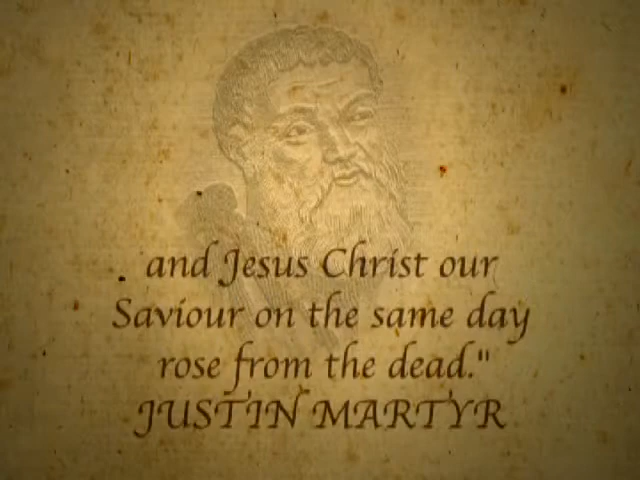 and Jesus Christ our
Saviour on the same day
rose from the dead."
JUSTIN MARTYR